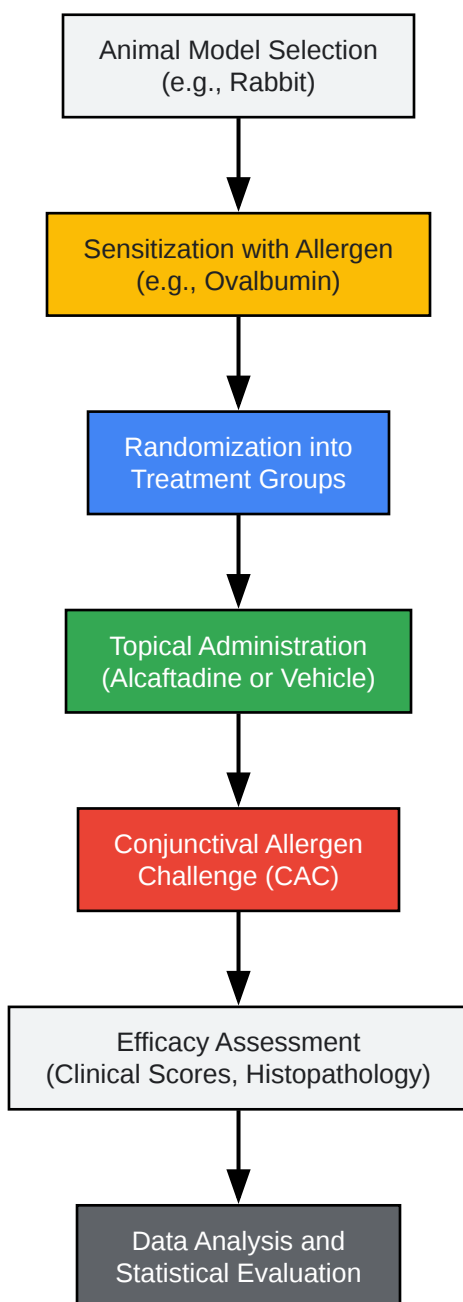 Animal Model Selection
(e.g., Rabbit)
Sensitization with Allergen
(e.g., Ovalbumin)
Randomization into
Treatment Groups
Topical Administration
(Alcaftadine or Vehicle)
Conjunctival Allergen
Challenge (CAC)
Efficacy Assessment
(Clinical Scores, Histopathology)
Data Analysis and
Statistical Evaluation